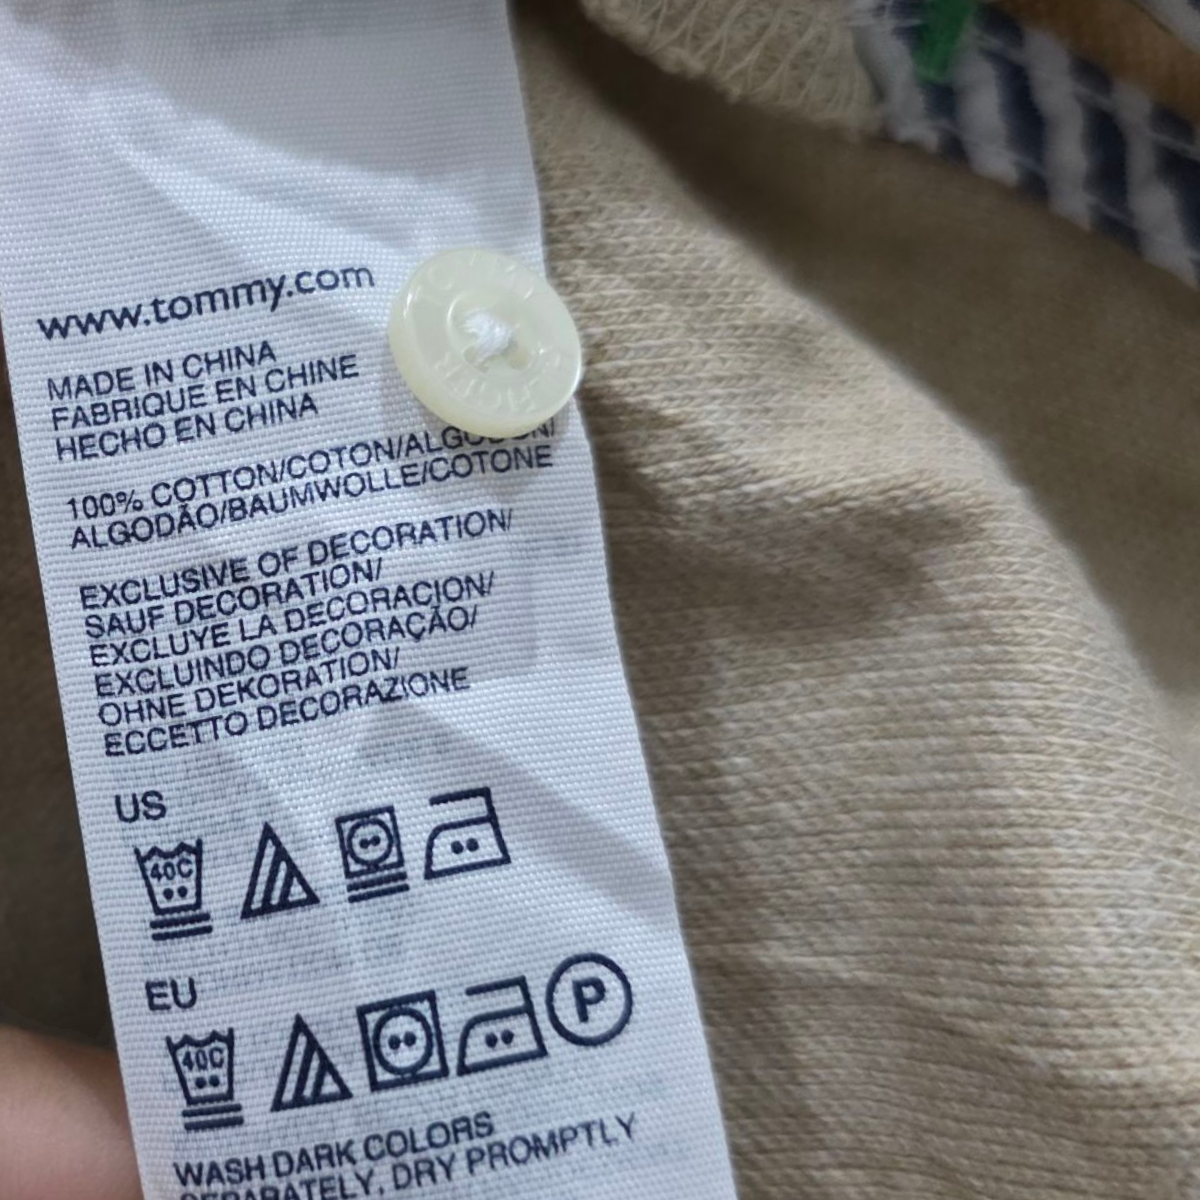 www.tommy.com
MADE IN CHINA
FABRIQUE EN CHINE
HECHO EN CHINA
100% COTTON/COTON/
ALGODÃO/BAUMWOLLE/COTONE
EXCLUSIVE OF DECORATION/
SAUF DECORATION/
EXCLUYE LA DECORACION/
EXCLUINDO DECORAÇÃO/
OHNE DEKORATION/
ECCETTO DECORAZIONE
US
40C
EU
40C
P
WASH DARK COLORS
SEPARATELY, DRY PROMPTLY